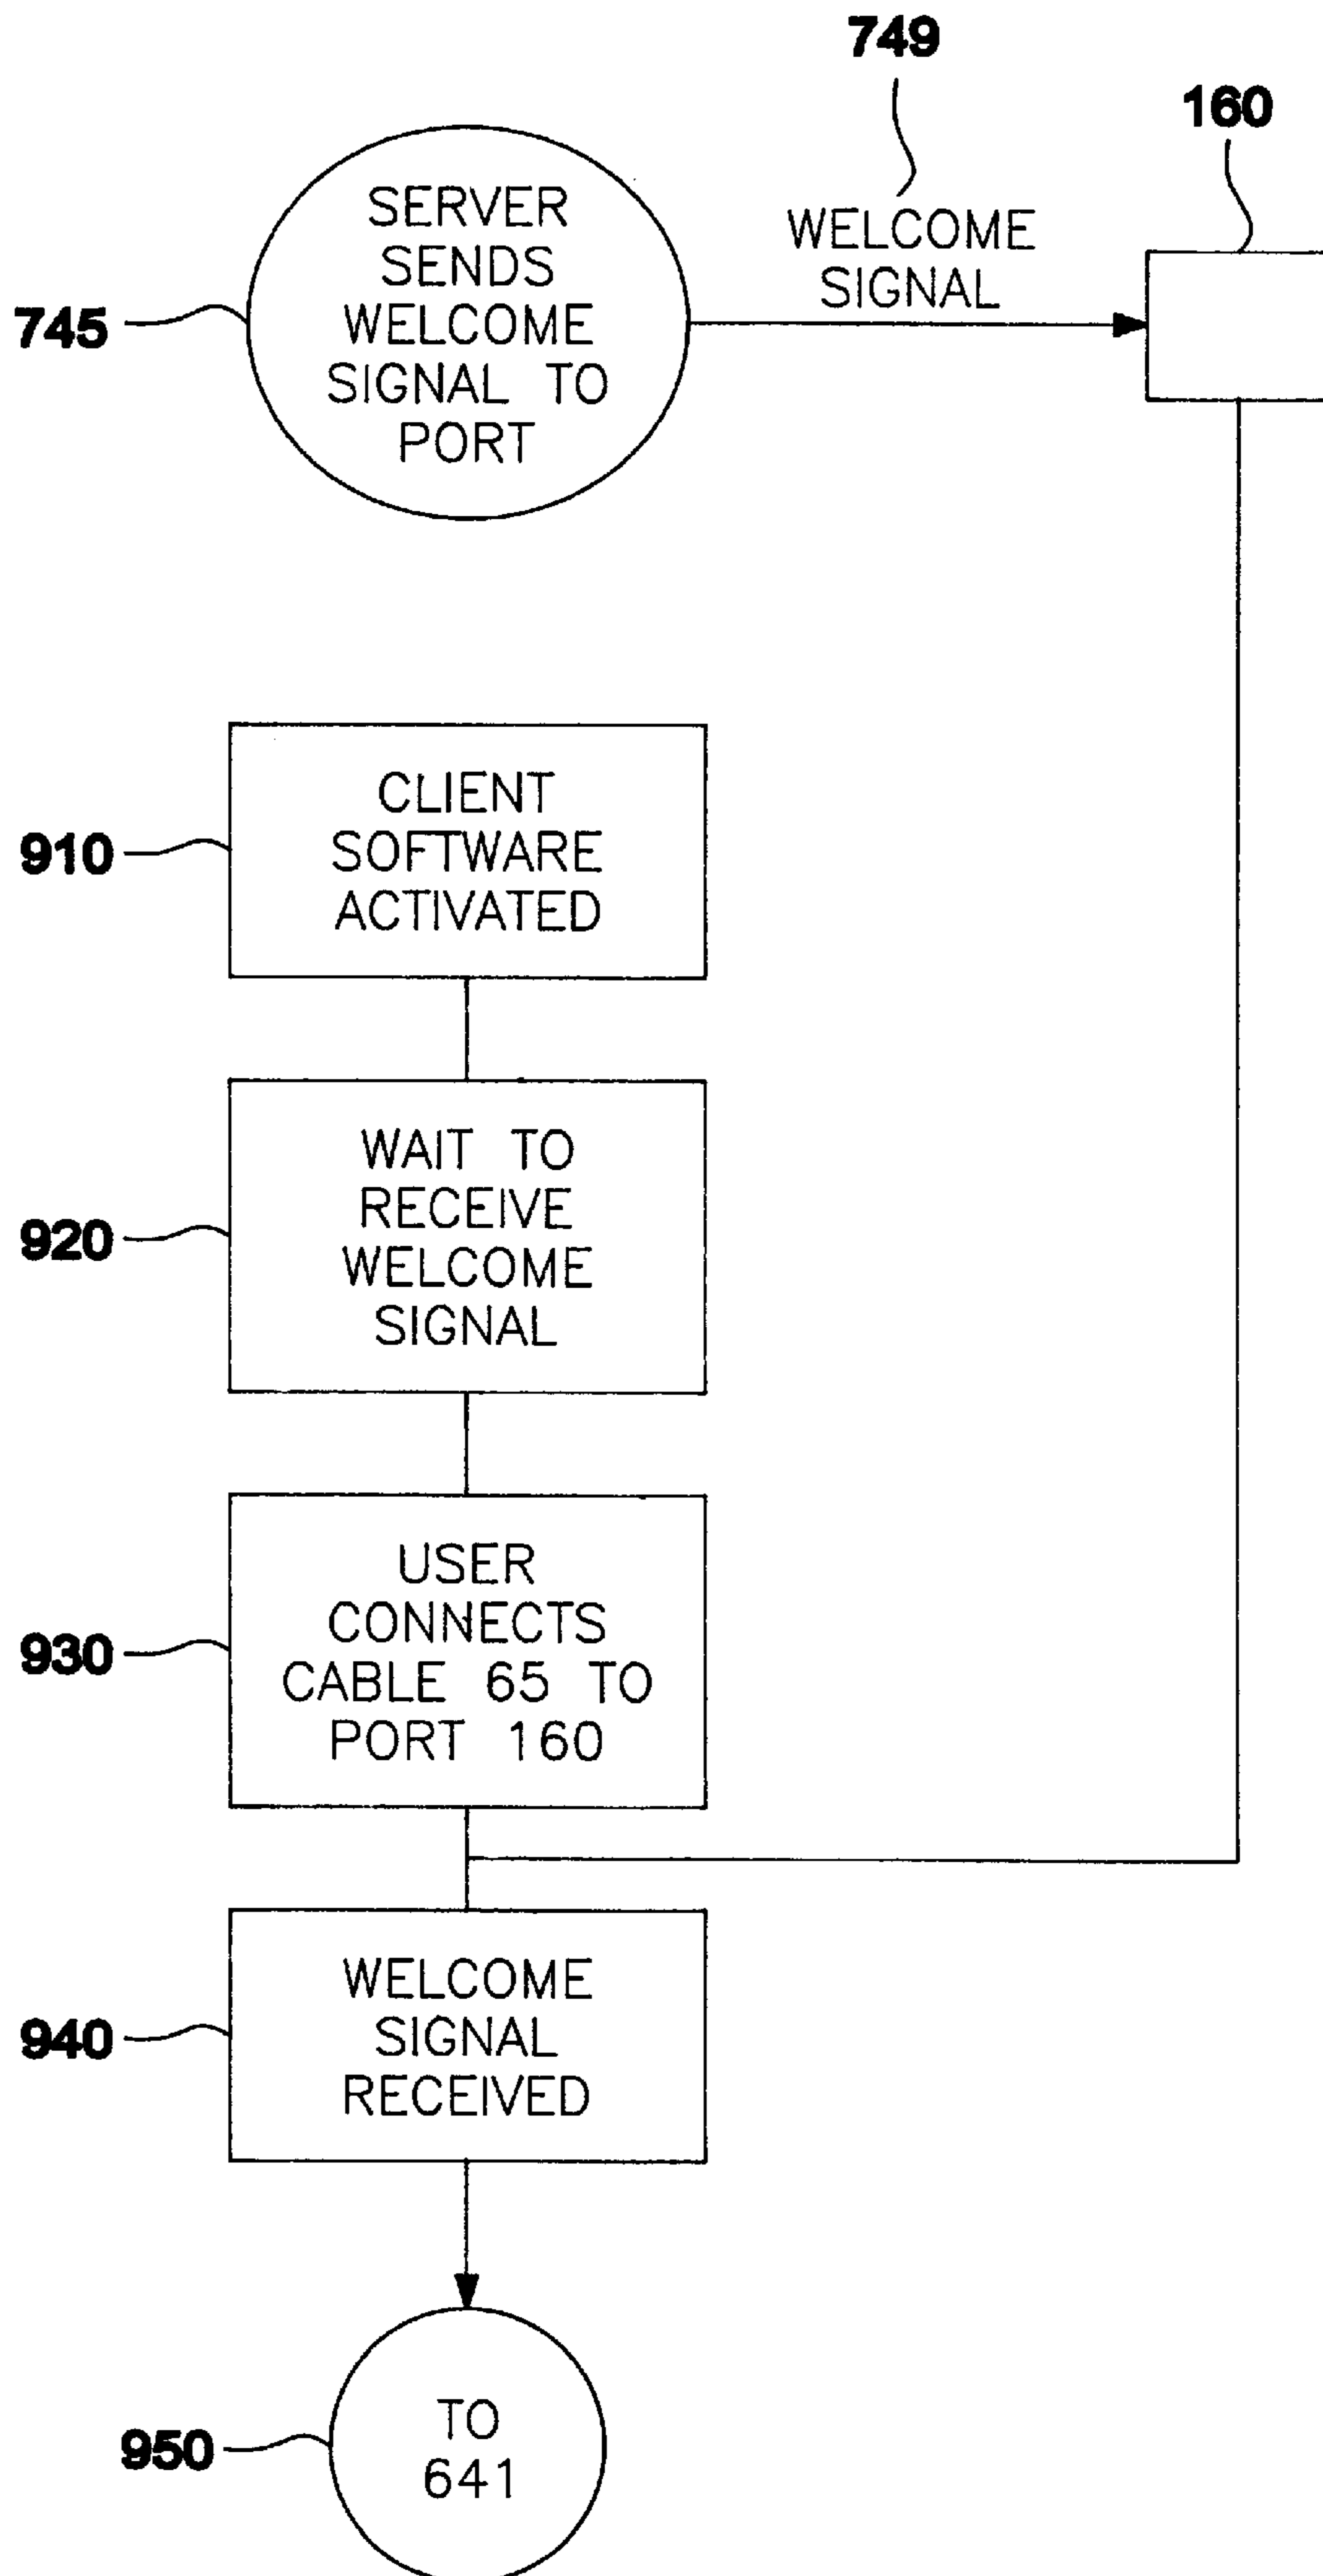 749
160
SERVER
SENDS
WELCOME
SIGNAL TO
PORT
745
WELCOME
SIGNAL
CLIENT
SOFTWARE
ACTIVATED
910
WAIT TO
RECEIVE
WELCOME
SIGNAL
920
USER
CONNECTS
CABLE 65 TO
PORT 160
930
WELCOME
SIGNAL
RECEIVED
940
TO
641
950